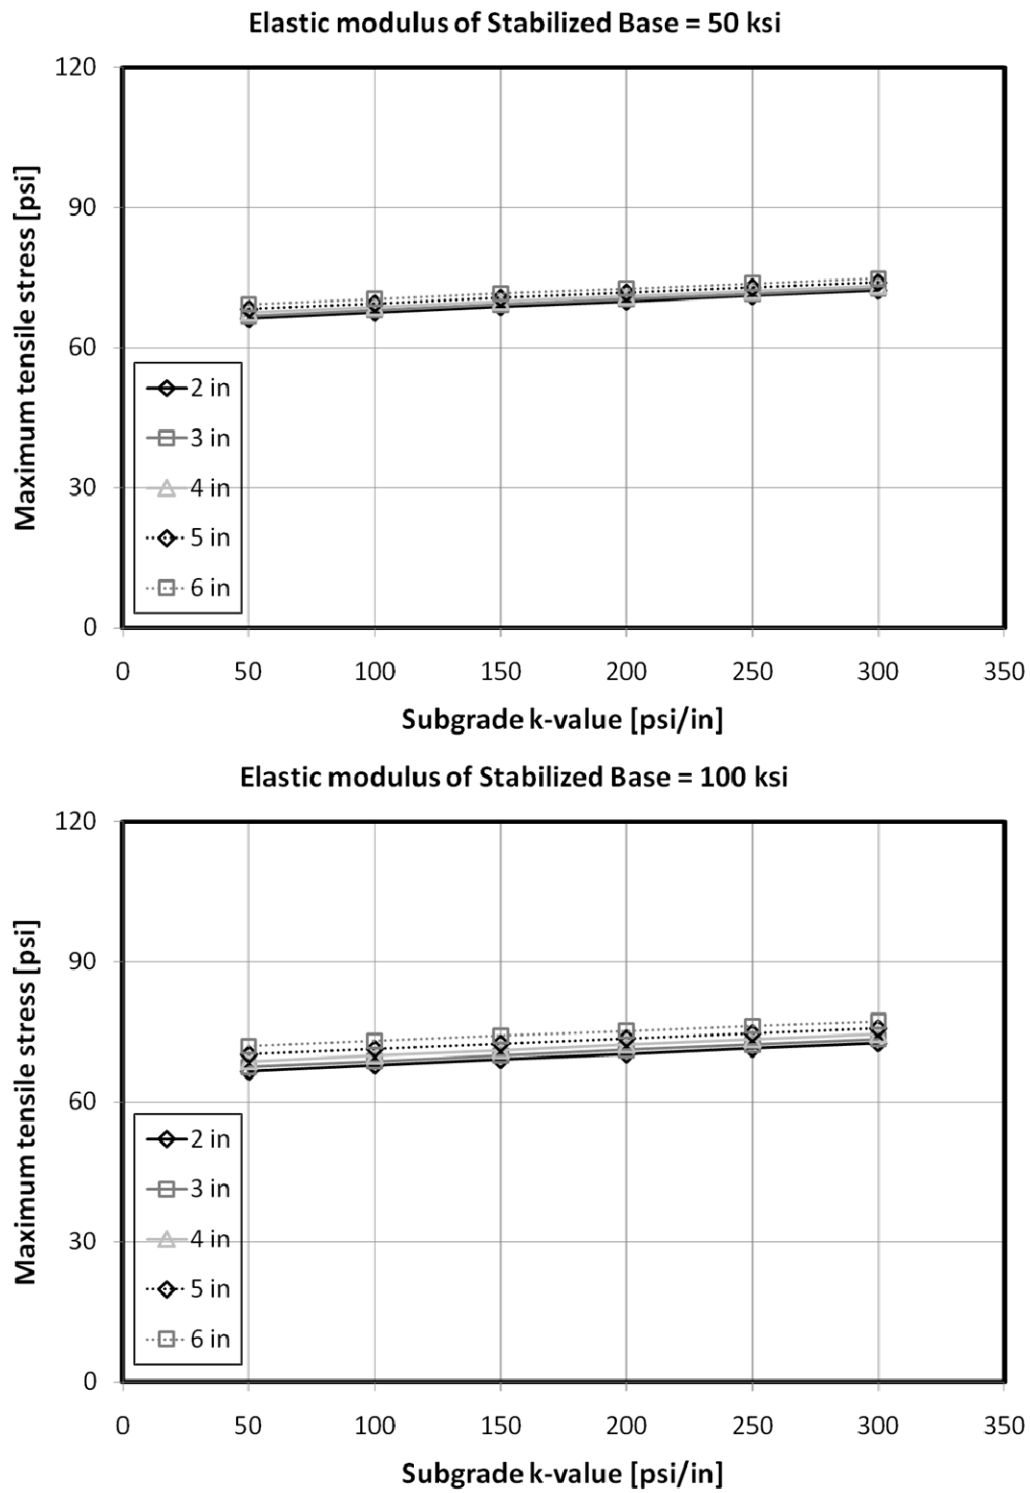 Elastic modulus of Stabilized Base = 50 ksi
120
90
60
30
0
Maximum tensile stress [psi]
2 in
3 in
4 in
5 in
6 in
0 50 100 150 200 250 300 350
Subgrade k-value [psi/in]
Elastic modulus of Stabilized Base = 100 ksi
120
90
60
30
0
Maximum tensile stress [psi]
2 in
3 in
4 in
5 in
6 in
0 50 100 150 200 250 300 350
Subgrade k-value [psi/in]